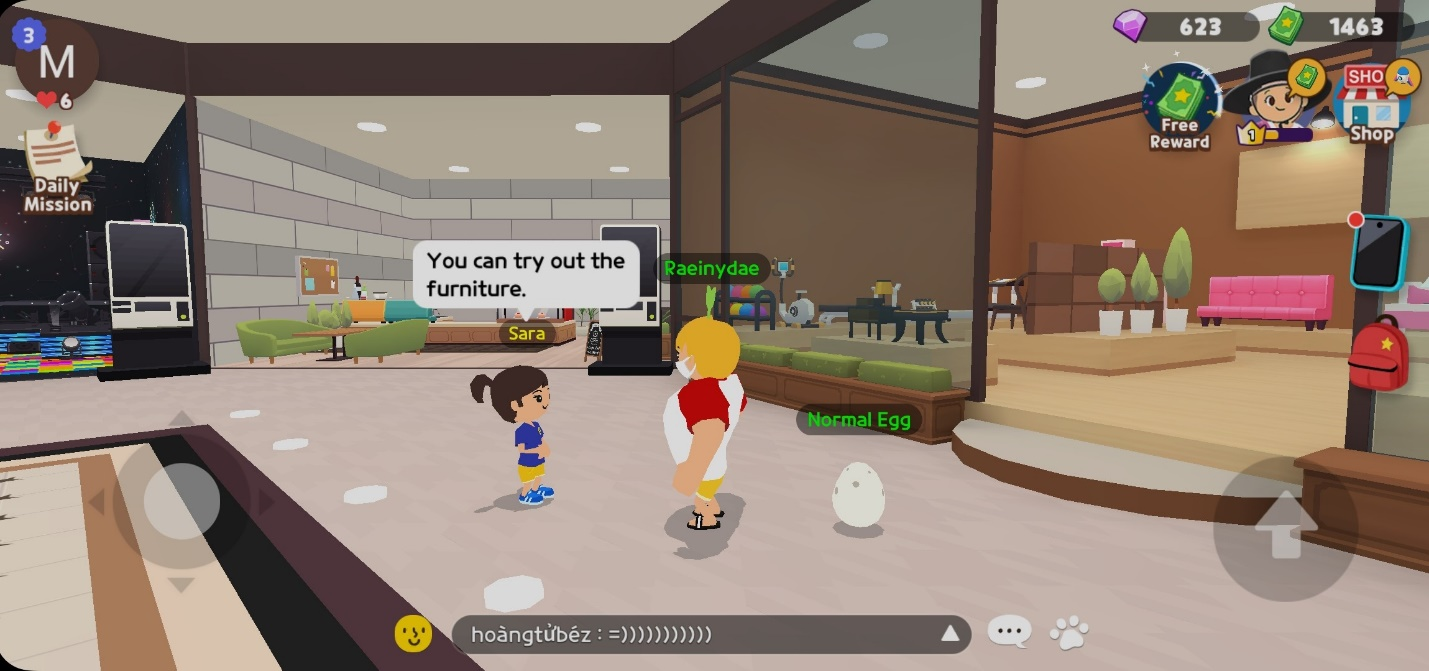 3
M
6
623
1463
Daily
Mission
Free
Reward
1
SHO
Shop
You can try out the
furniture.
Sara
Raeinydae
Normal Egg
hoàngtửbéz : =)))))))))))